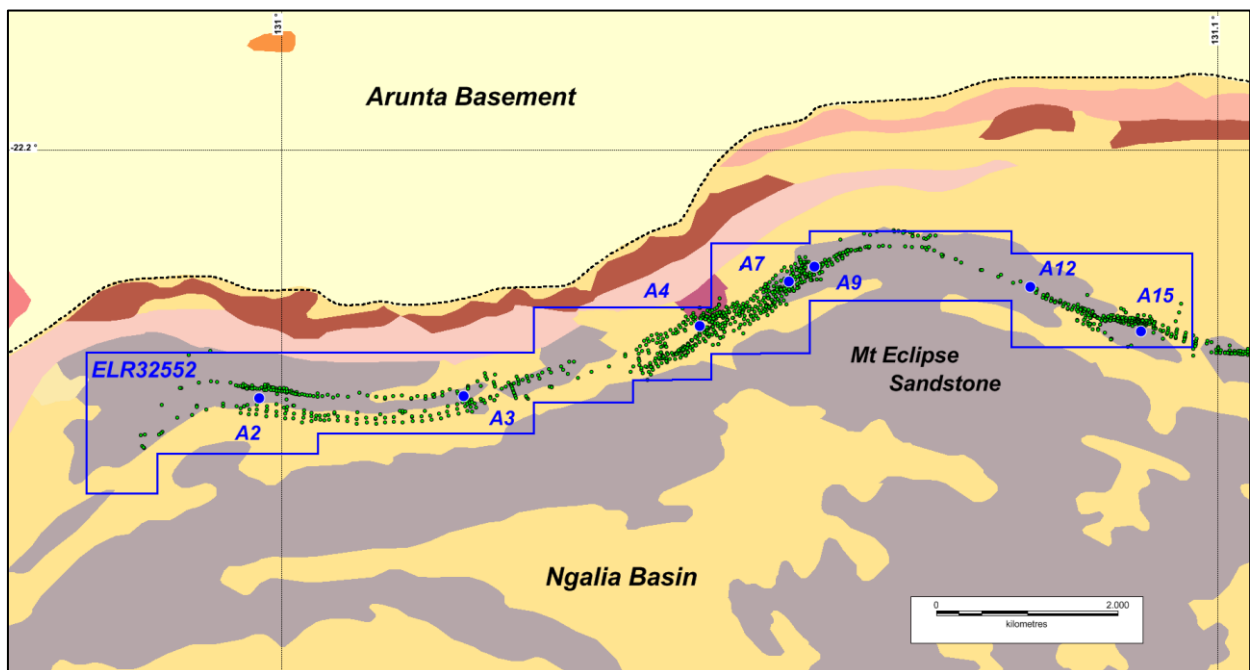 131 °
131.1 °
Arunta Basement
-22.2 °
A7
A12
A4
A9
A15
Mt Eclipse
Sandstone
ELR32552
A3
A2
Ngalia Basin
0
2.000
kilometres